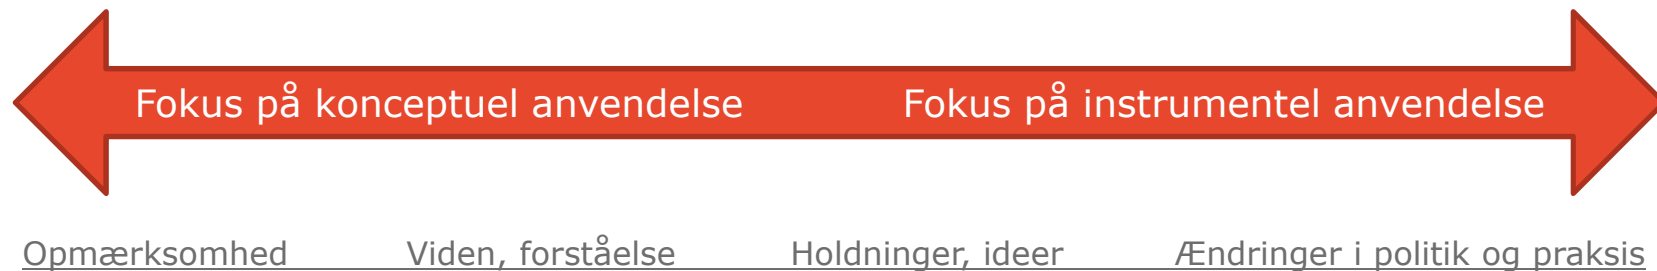 Fokus på konceptuel anvendelse Fokus på instrumentel anvendelse
Opmærksomhed Viden, forståelse Holdninger, ideer Ændringer i politik og praksis